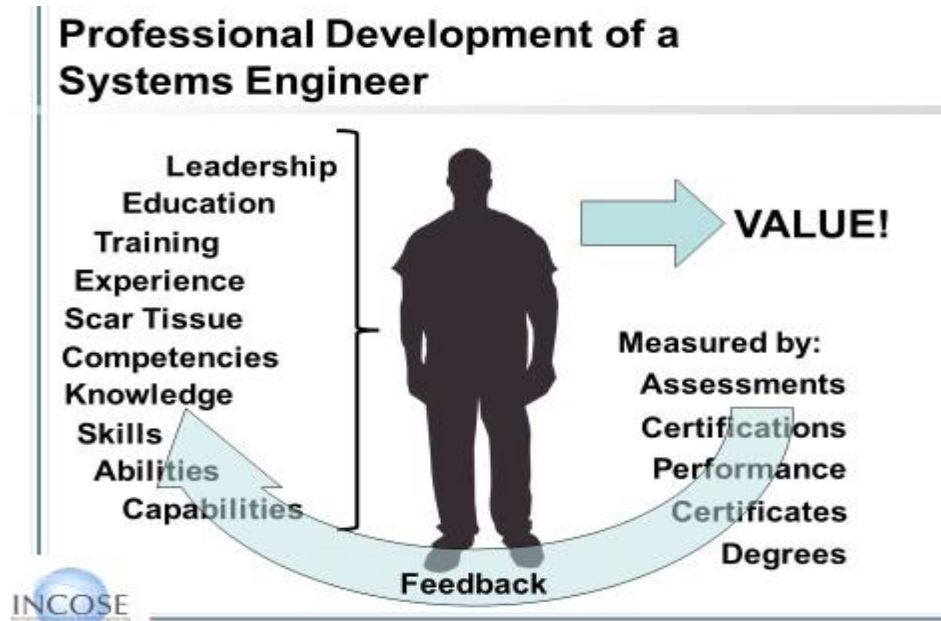 Professional Development of a
Systems Engineer
Leadership
Education
Training
Experience
Scar Tissue
Competencies
Knowledge
Skills
Abilities
Capabilities
VALUE!
Measured by:
Assessments
Certifications
Performance
Certificates
Degrees
Feedback
INCOSE